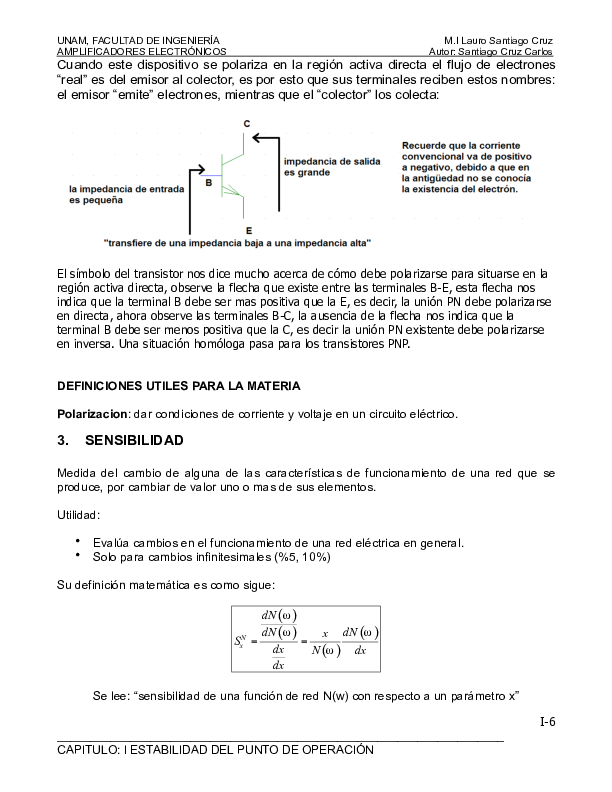 UNAM, FACULTAD DE INGENIERÍA M.I Lauro Santiago Cruz
AMPLIFICADORES ELECTRÓNICOS Autor: Santiago Cruz Carlos
Cuando este dispositivo se polariza en la región activa directa el flujo de electrones
“real” es del emisor al colector, es por esto que sus terminales reciben estos nombres:
el emisor “emite” electrones, mientras que el “colector” los colecta:
C
impedancia de salida
es grande
Recuerde que la corriente
convencional va de positivo
a negativo, debido a que en
la antigüedad no se conocía
la existencia del electrón.
B
la impedancia de entrada
es pequeña
E
"transfiere de una impedancia baja a una impedancia alta"
El símbolo del transistor nos dice mucho acerca de cómo debe polarizarse para situarse en la
región activa directa, observe la flecha que existe entre las terminales B-E, esta flecha nos
indica que la terminal B debe ser mas positiva que la E, es decir, la unión PN debe polarizarse
en directa, ahora observe las terminales B-C, la ausencia de la flecha nos indica que la
terminal B debe ser menos positiva que la C, es decir la unión PN existente debe polarizarse
en inversa. Una situación homóloga pasa para los transistores PNP.
DEFINICIONES UTILES PARA LA MATERIA
Polarizacion: dar condiciones de corriente y voltaje en un circuito eléctrico.
3. SENSIBILIDAD
Medida del cambio de alguna de las características de funcionamiento de una red que se
produce, por cambiar de valor uno o mas de sus elementos.
Utilidad:
• Evalúa cambios en el funcionamiento de una red eléctrica en general.
• Solo para cambios infinitesimales (%5, 10%)
Su definición matemática es como sigue:
dN(ω)
S_x^N = dN(ω) = x dN(ω)
dx N(ω) dx
dx
Se lee: “sensibilidad de una función de red N(w) con respecto a un parámetro x”
I-6
CAPITULO: I ESTABILIDAD DEL PUNTO DE OPERACIÓN